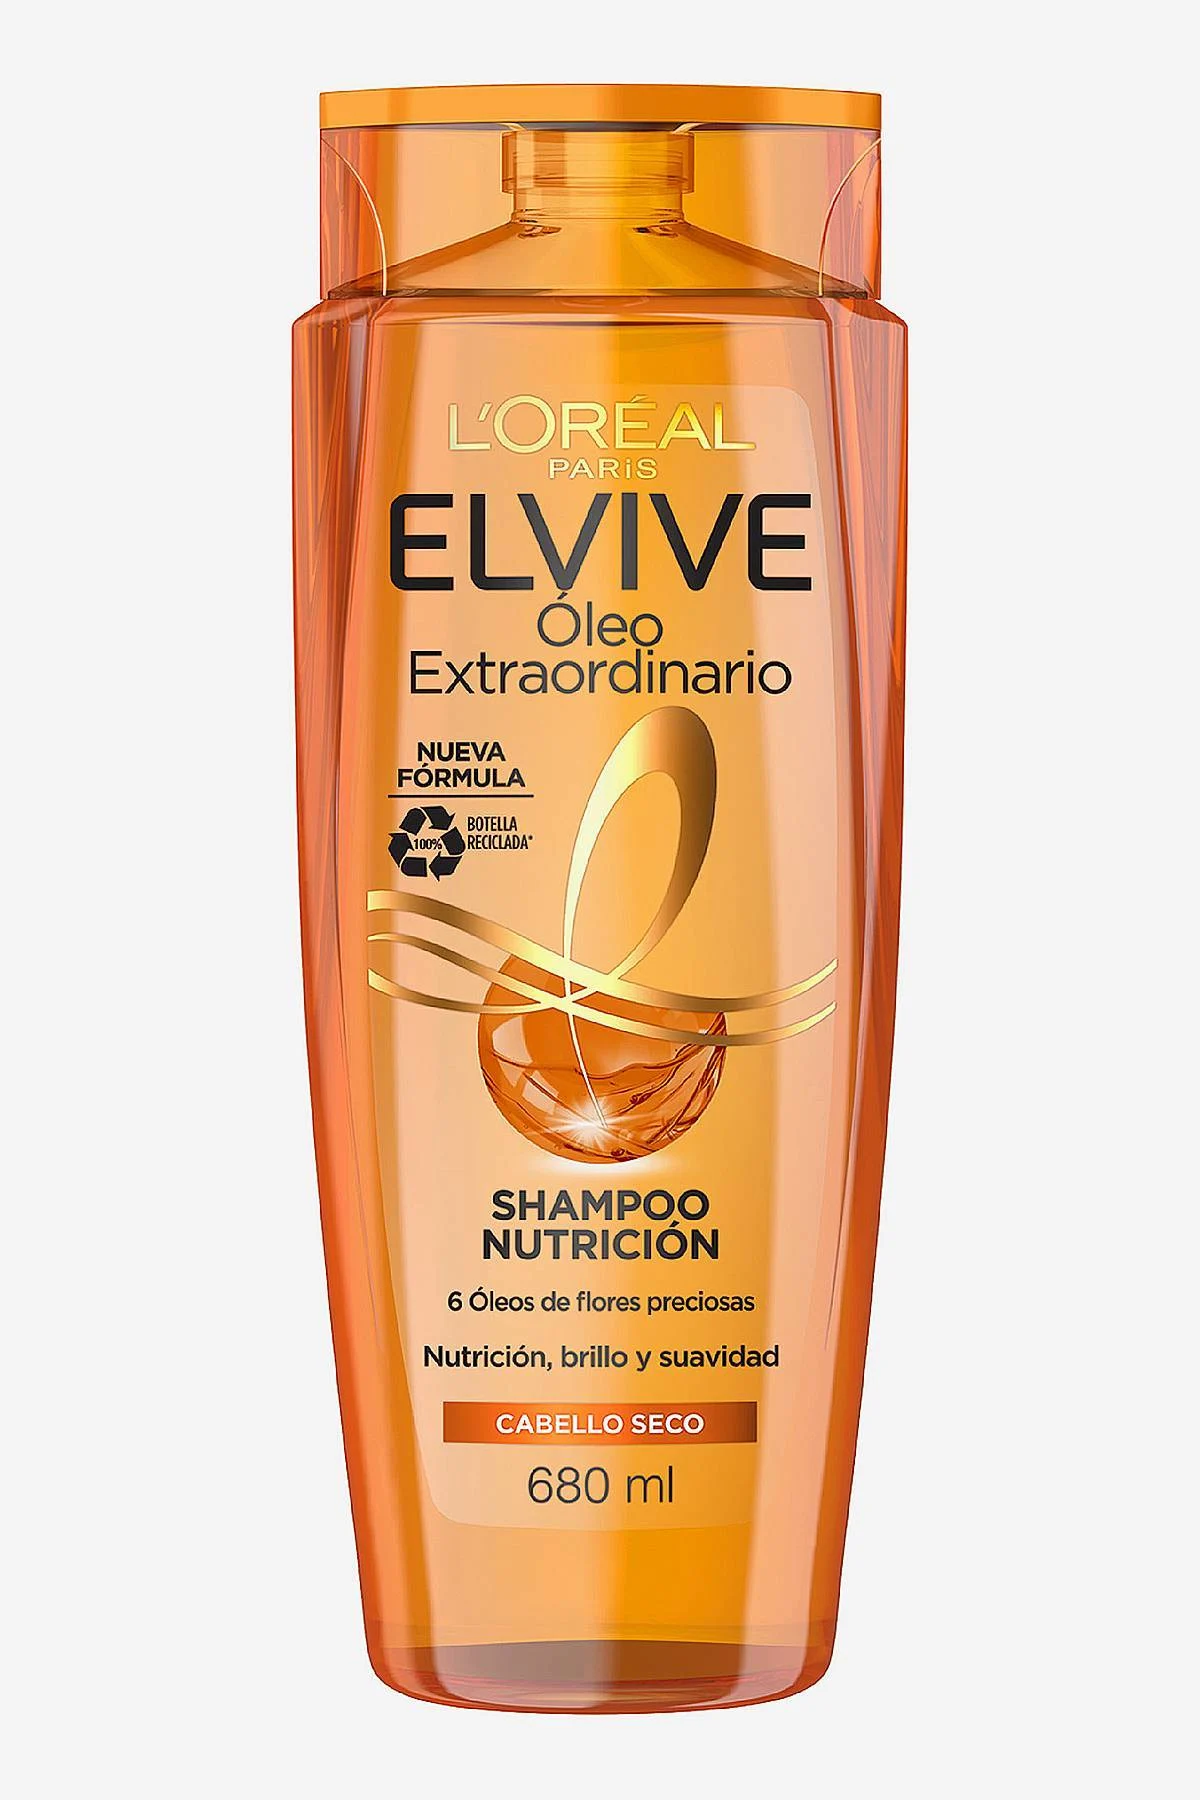 L'ORÉAL
PARiS
ELVIVE
Óleo
Extraordinario
NUEVA
FÓRMULA
100%
BOTELLA
RECICLADA*
SHAMPOO
NUTRICIÓN
6 Óleos de flores preciosas
Nutrición, brillo y suavidad
CABELLO SECO
680 ml